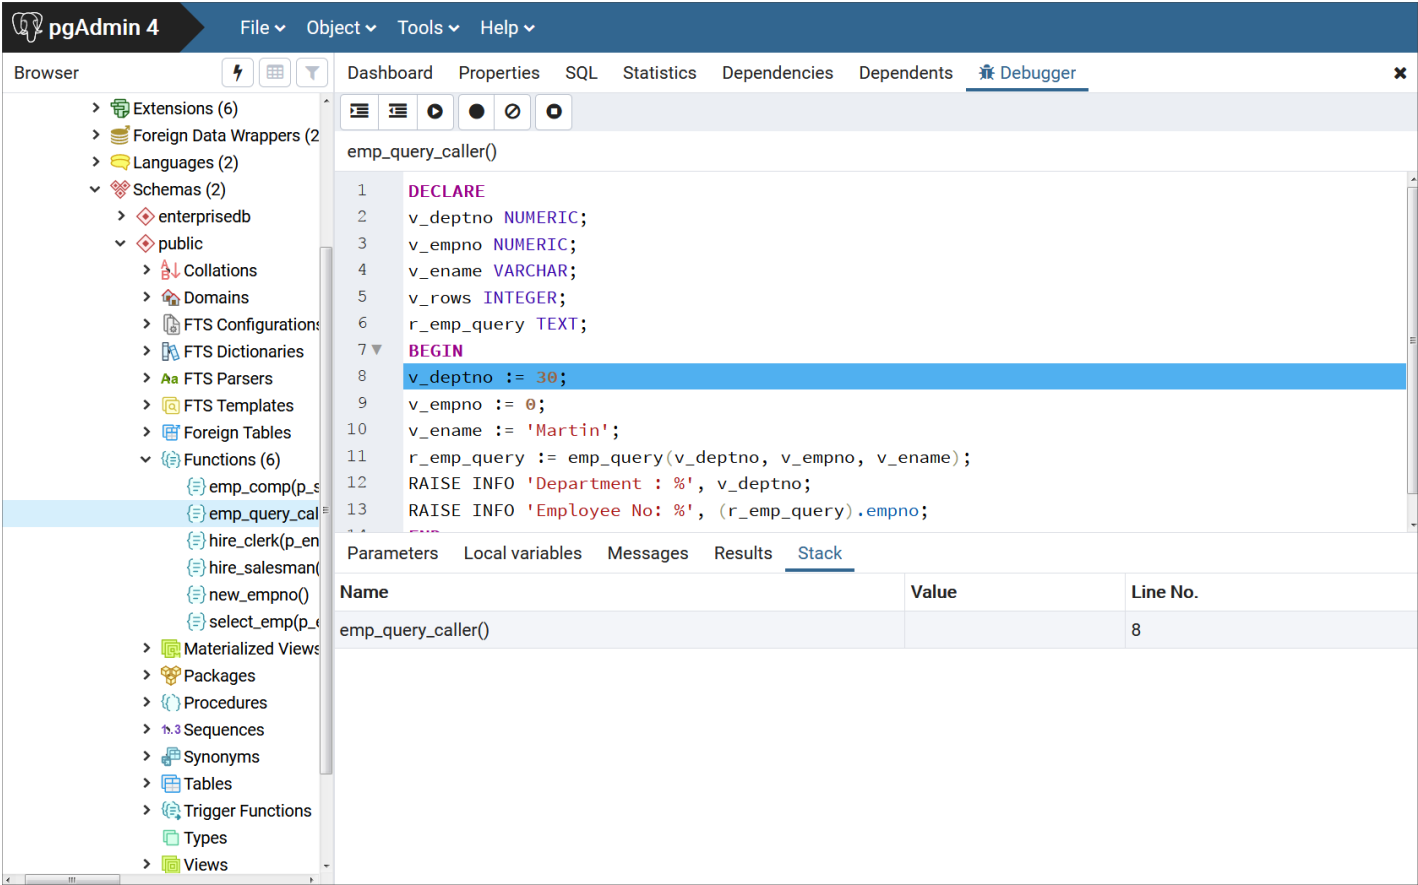 pgAdmin 4
File Object Tools Help
Browser
Dashboard Properties SQL Statistics Dependencies Dependents Debugger
Extensions (6)
Foreign Data Wrappers (2
Languages (2)
Schemas (2)
enterprisedb
public
Collations
Domains
FTS Configurations
FTS Dictionaries
Aa FTS Parsers
FTS Templates
Foreign Tables
Functions (6)
emp_comp(p_s
emp_query_cal
hire_clerk(p_en
hire_salesman(
new_empno()
select_emp(p_e
Materialized Views
Packages
Procedures
1..3 Sequences
Synonyms
Tables
Trigger Functions
Types
Views
emp_query_caller()
1 DECLARE
2 v_deptno NUMERIC;
3 v_empno NUMERIC;
4 v_ename VARCHAR;
5 v_rows INTEGER;
6 r_emp_query TEXT;
7 BEGIN
8 v_deptno := 30;
9 v_empno := 0;
10 v_ename := 'Martin';
11 r_emp_query := emp_query(v_deptno, v_empno, v_ename);
12 RAISE INFO 'Department : %', v_deptno;
13 RAISE INFO 'Employee No: %', (r_emp_query).empno;
Parameters Local variables Messages Results Stack
Name Value Line No.
emp_query_caller() 8